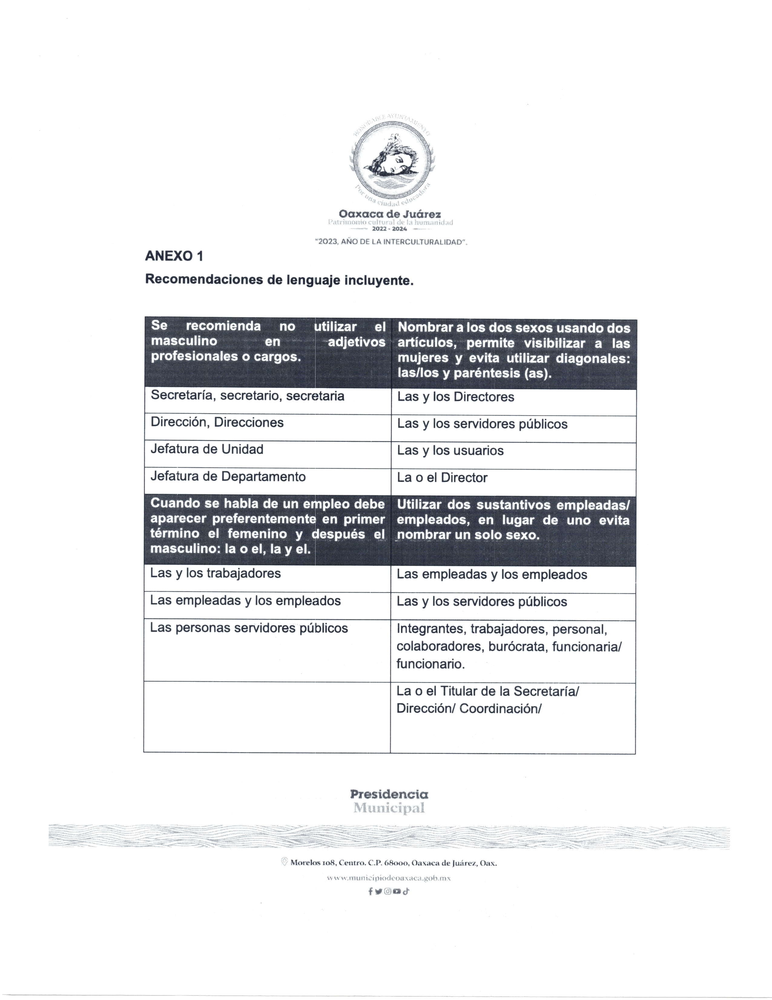 HONORABLE AYUNTAMIENTO
Por una ciudad educadora
Oaxaca de Juárez
Patrimonio cultural de la humanidad
2022 - 2024
"2023, AÑO DE LA INTERCULTURALIDAD".
ANEXO 1
Recomendaciones de lenguaje incluyente.
Se recomienda no utilizar el
masculino en adjetivos
profesionales o cargos.
Nombrar a los dos sexos usando dos
artículos, permite visibilizar a las
mujeres y evita utilizar diagonales:
las/los y paréntesis (as).
Secretaría, secretario, secretaria
Las y los Directores
Dirección, Direcciones
Las y los servidores públicos
Jefatura de Unidad
Las y los usuarios
Jefatura de Departamento
La o el Director
Cuando se habla de un empleo debe
aparecer preferentemente en primer
término el femenino y después el
masculino: la o el, la y el.
Utilizar dos sustantivos empleadas/
empleados, en lugar de uno evita
nombrar un solo sexo.
Las y los trabajadores
Las empleadas y los empleados
Las empleadas y los empleados
Las y los servidores públicos
Las personas servidores públicos
Integrantes, trabajadores, personal,
colaboradores, burócrata, funcionaria/
funcionario.
La o el Titular de la Secretaría/
Dirección/ Coordinación/
Presidencia
Municipal
Morelos 108, Centro. C.P. 68000, Oaxaca de Juárez, Oax.
www.municipiodeoaxaca.gob.mx